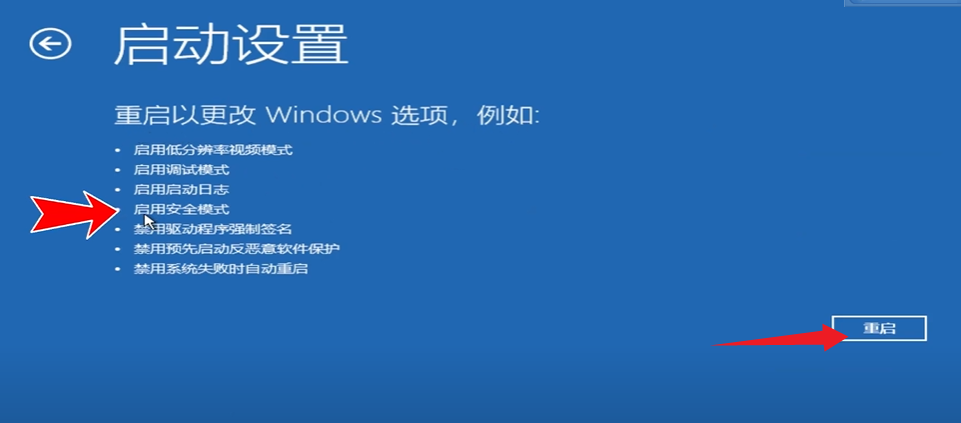 启动设置
重启以更改 Windows 选项，例如:
• 启用低分辨率视频模式
• 启用调试模式
• 启用启动日志
• 启用安全模式
• 禁用驱动程序强制签名
• 禁用预先启动反恶意软件保护
• 禁用系统失败时自动重启
重启